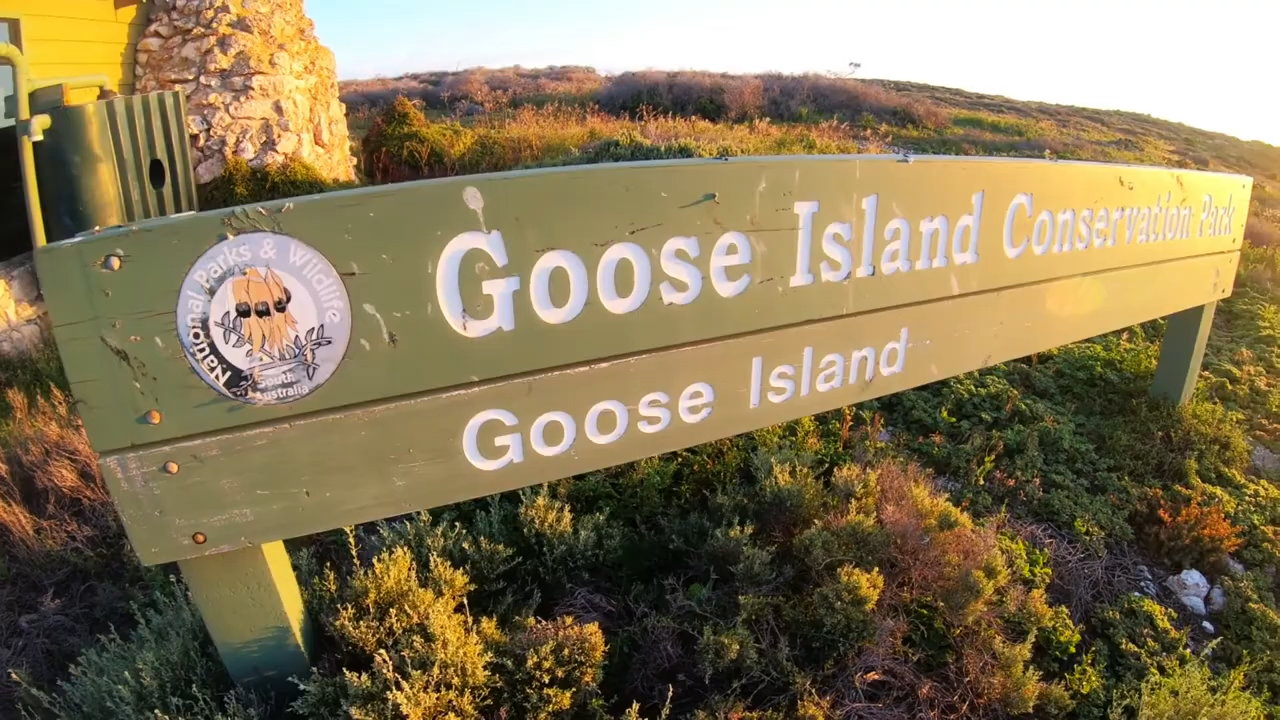 National Parks & Wildlife
South
Australia
Goose Island Conservation Park
Goose Island